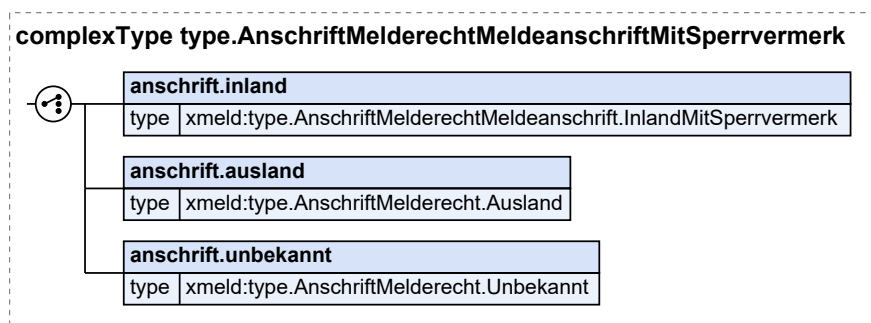 complexType type.AnschriftMelderechtMeldeanschriftMitSperrvermerk
anschrift.inland
type xmeld:type.AnschriftMelderechtMeldeanschrift.InlandMitSperrvermerk
anschrift.ausland
type xmeld:type.AnschriftMelderecht.Ausland
anschrift.unbekannt
type xmeld:type.AnschriftMelderecht.Unbekannt